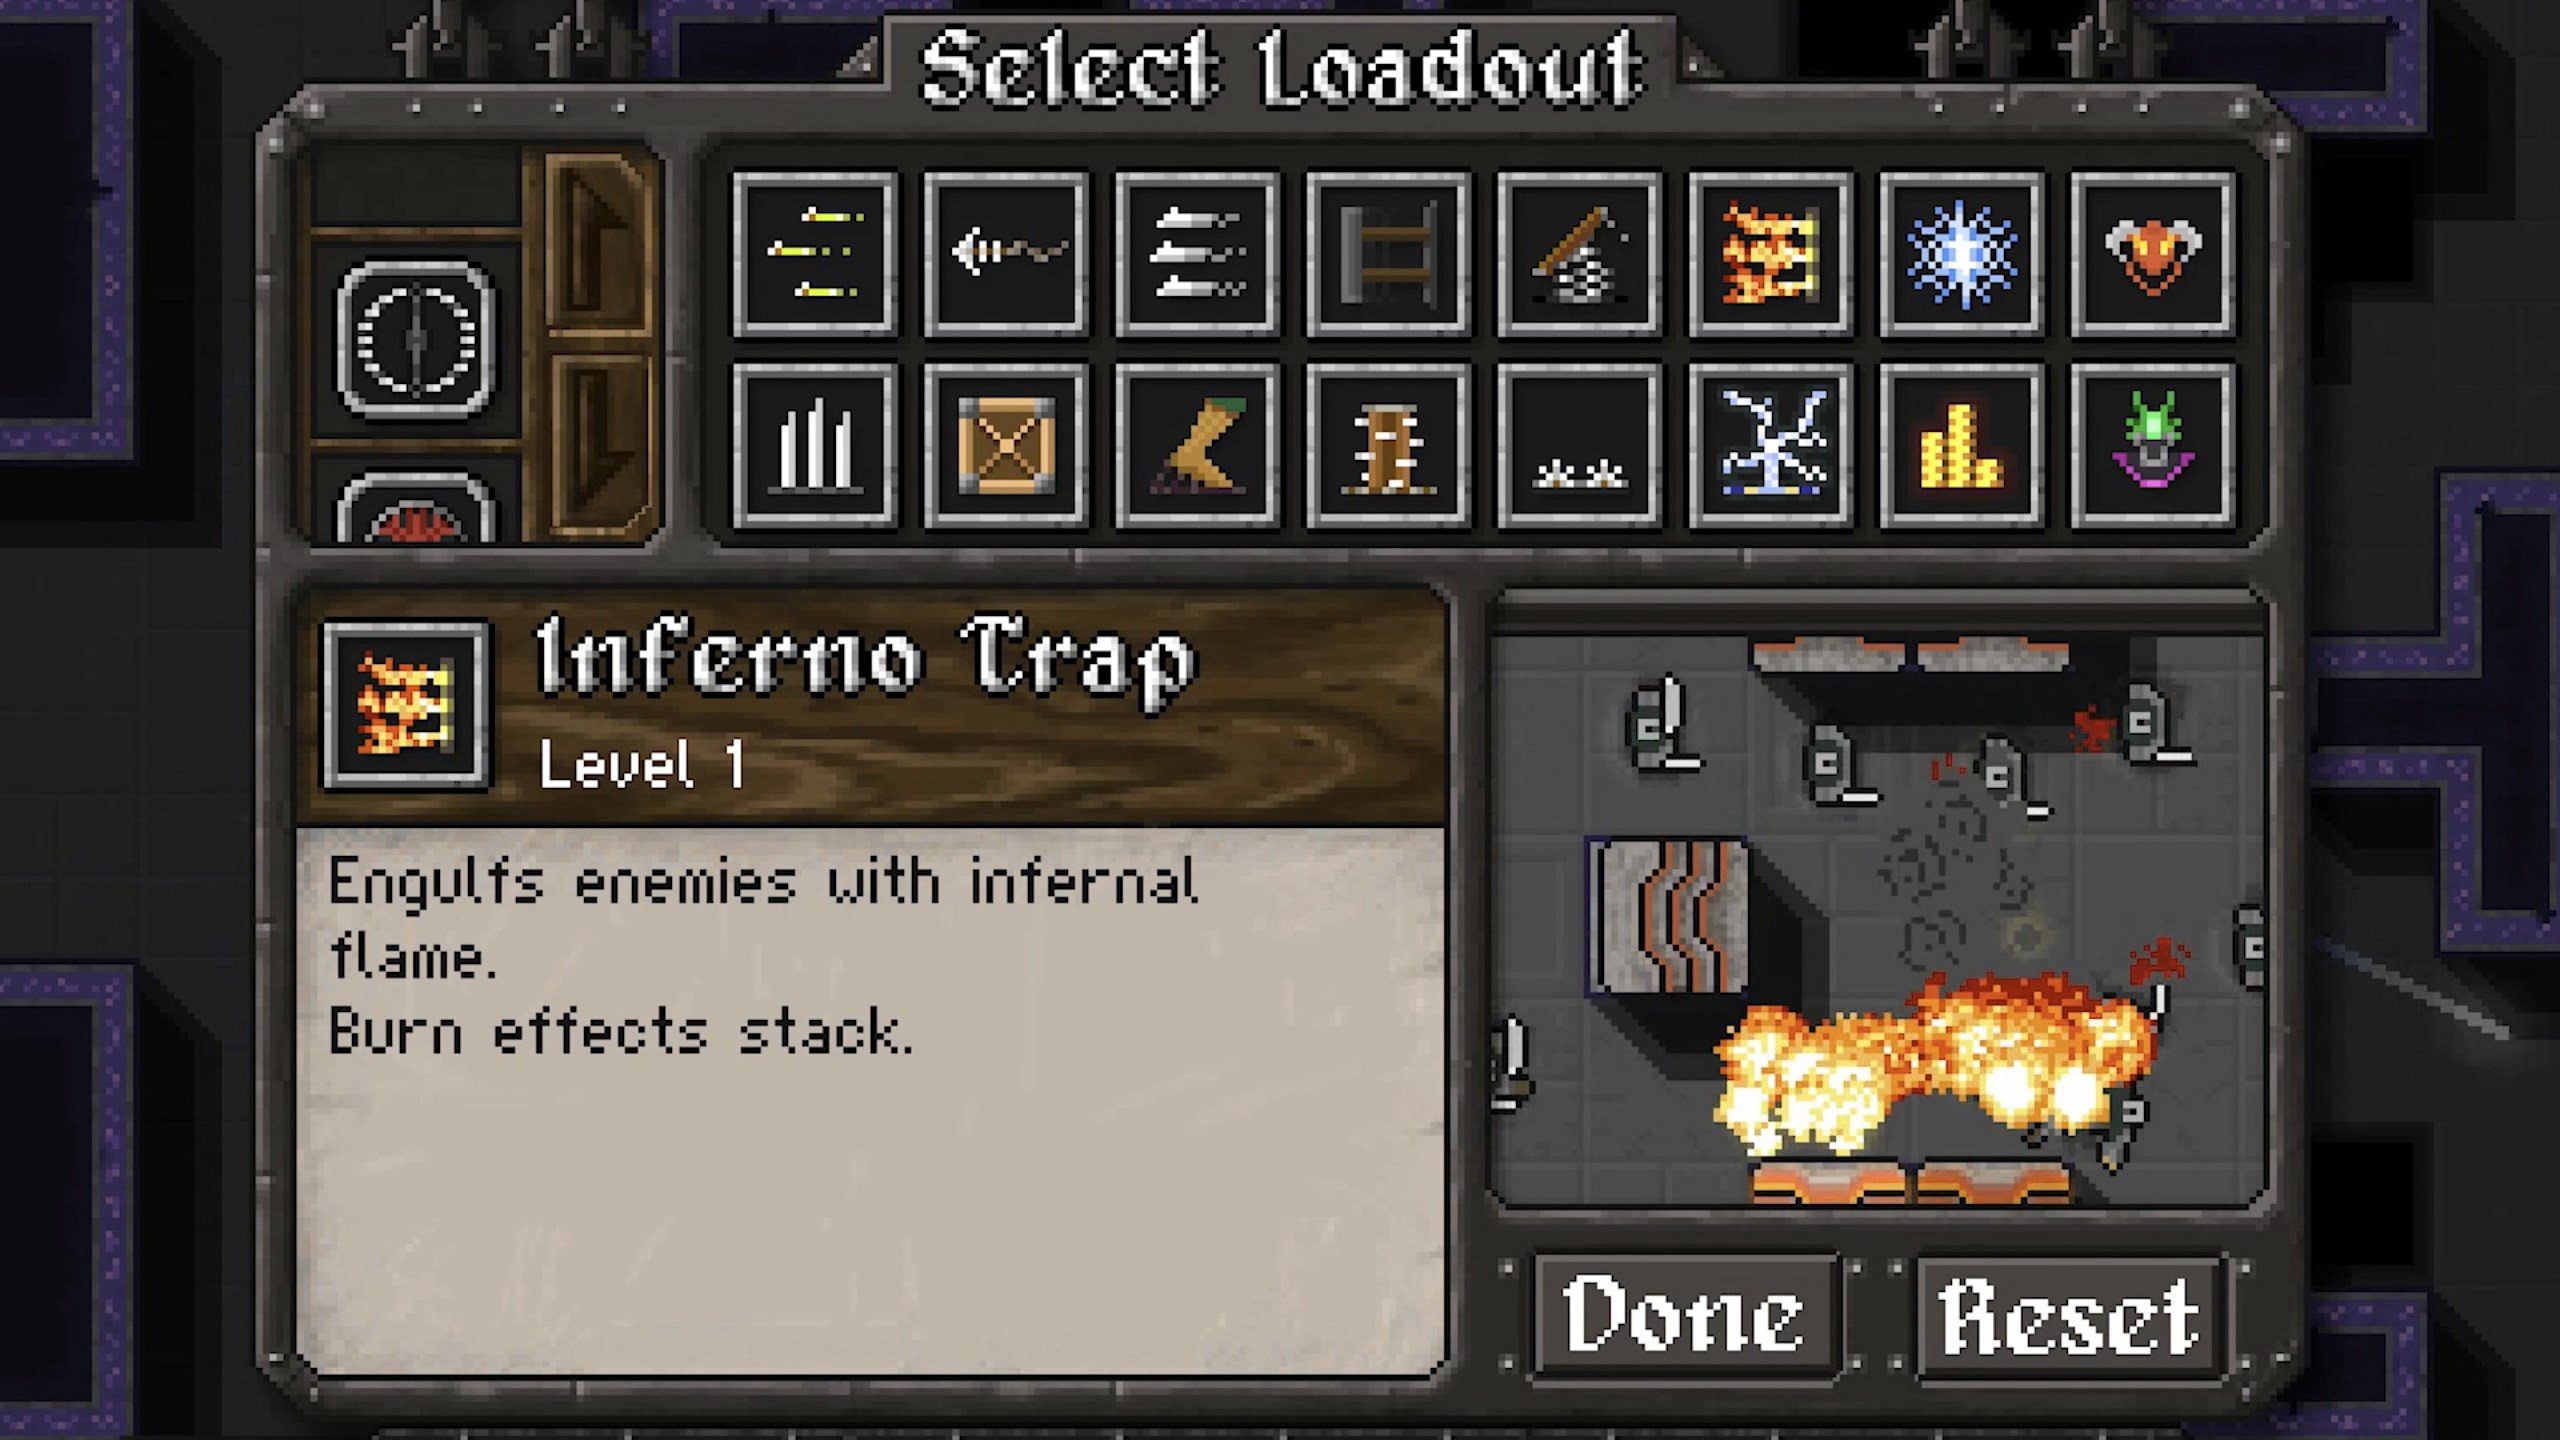 Select Loadout
Inferno Trap
Level 1
Engulfs enemies with infernal
flame.
Burn effects stack.
Done
Reset